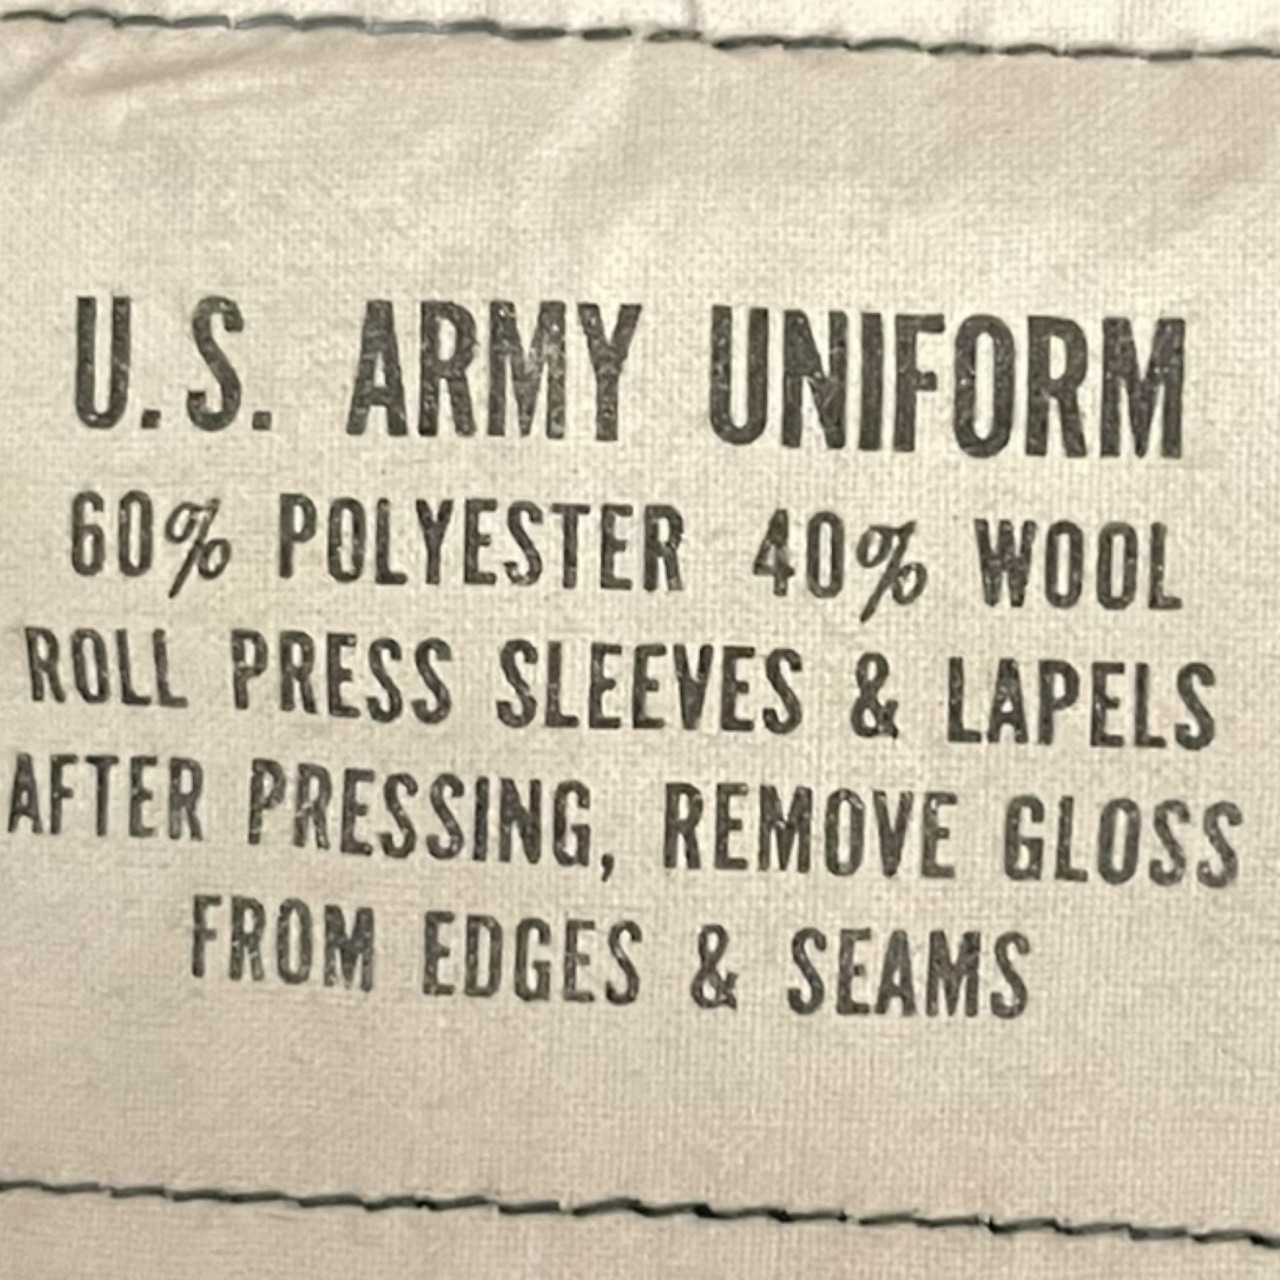 U.S. ARMY UNIFORM
60% POLYESTER 40% WOOL
ROLL PRESS SLEEVES & LAPELS
AFTER PRESSING, REMOVE GLOSS
FROM EDGES & SEAMS